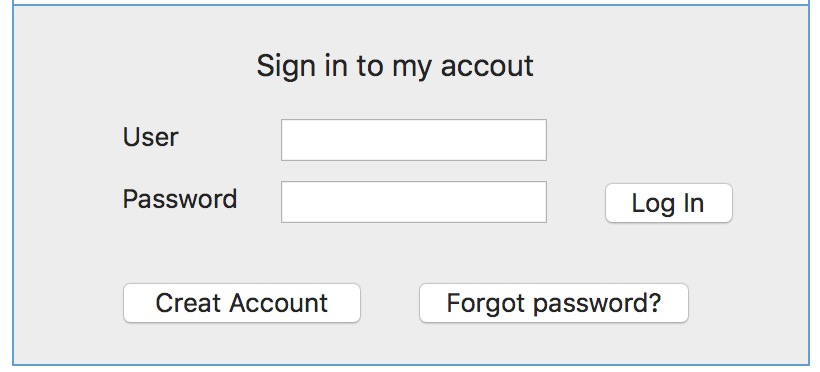 Sign in to my accout
User
Password
Log In
Creat Account
Forgot password?